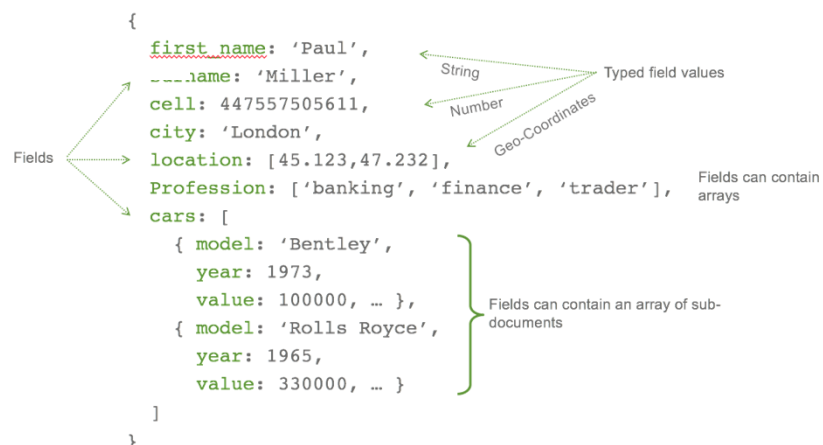 {
first_name: ‘Paul’,
‘Miller’,
cell: 447557505611,
city: ‘London’,
location: [45.123,47.232],
Profession: [‘banking’, ‘finance’, ‘trader’],
cars: [
{ model: ‘Bentley’,
year: 1973,
value: 100000, … },
{ model: ‘Rolls Royce’,
year: 1965,
value: 330000, … }
]
}
Fields
String
Number
Geo-Coordinates
Typed field values
Fields can contain
arrays
Fields can contain an array of sub-
documents